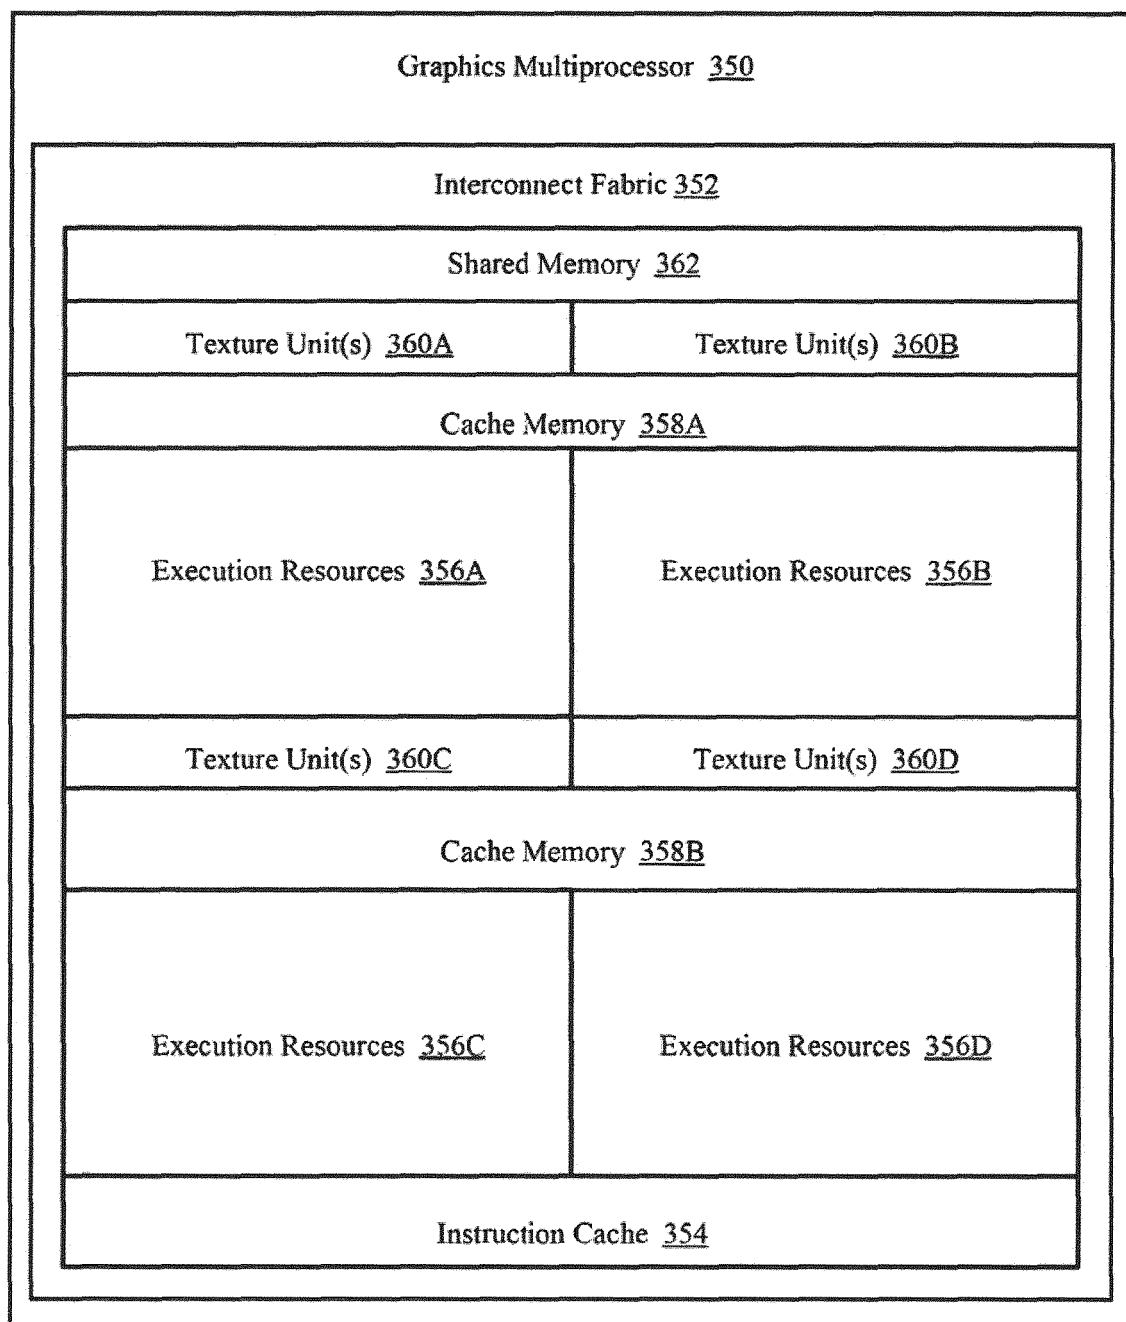 Graphics Multiprocessor 350
Interconnect Fabric 352
Shared Memory 362
Texture Unit(s) 360A
Texture Unit(s) 360B
Cache Memory 358A
Execution Resources 356A
Execution Resources 356B
Texture Unit(s) 360C
Texture Unit(s) 360D
Cache Memory 358B
Execution Resources 356C
Execution Resources 356D
Instruction Cache 354